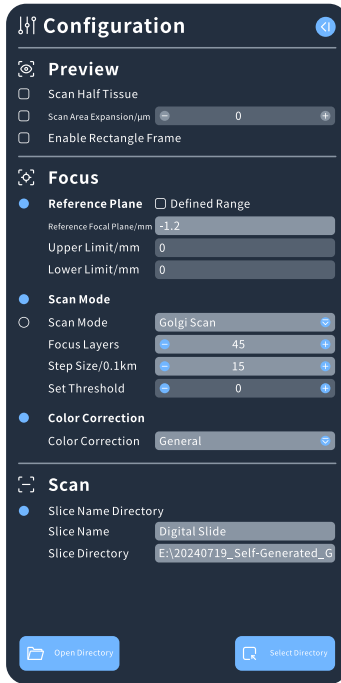 Configuration
Preview
Scan Half Tissue
Scan Area Expansion/μm 0
Enable Rectangle Frame
Focus
Reference Plane Defined Range
Reference Focal Plane/mm -1.2
Upper Limit/mm 0
Lower Limit/mm 0
Scan Mode
Scan Mode Golgi Scan
Focus Layers 45
Step Size/0.1km 15
Set Threshold 0
Color Correction
Color Correction General
Scan
Slice Name Directory
Slice Name Digital Slide
Slice Directory E:\20240719_Self-Generated_G
Open Directory Select Directory